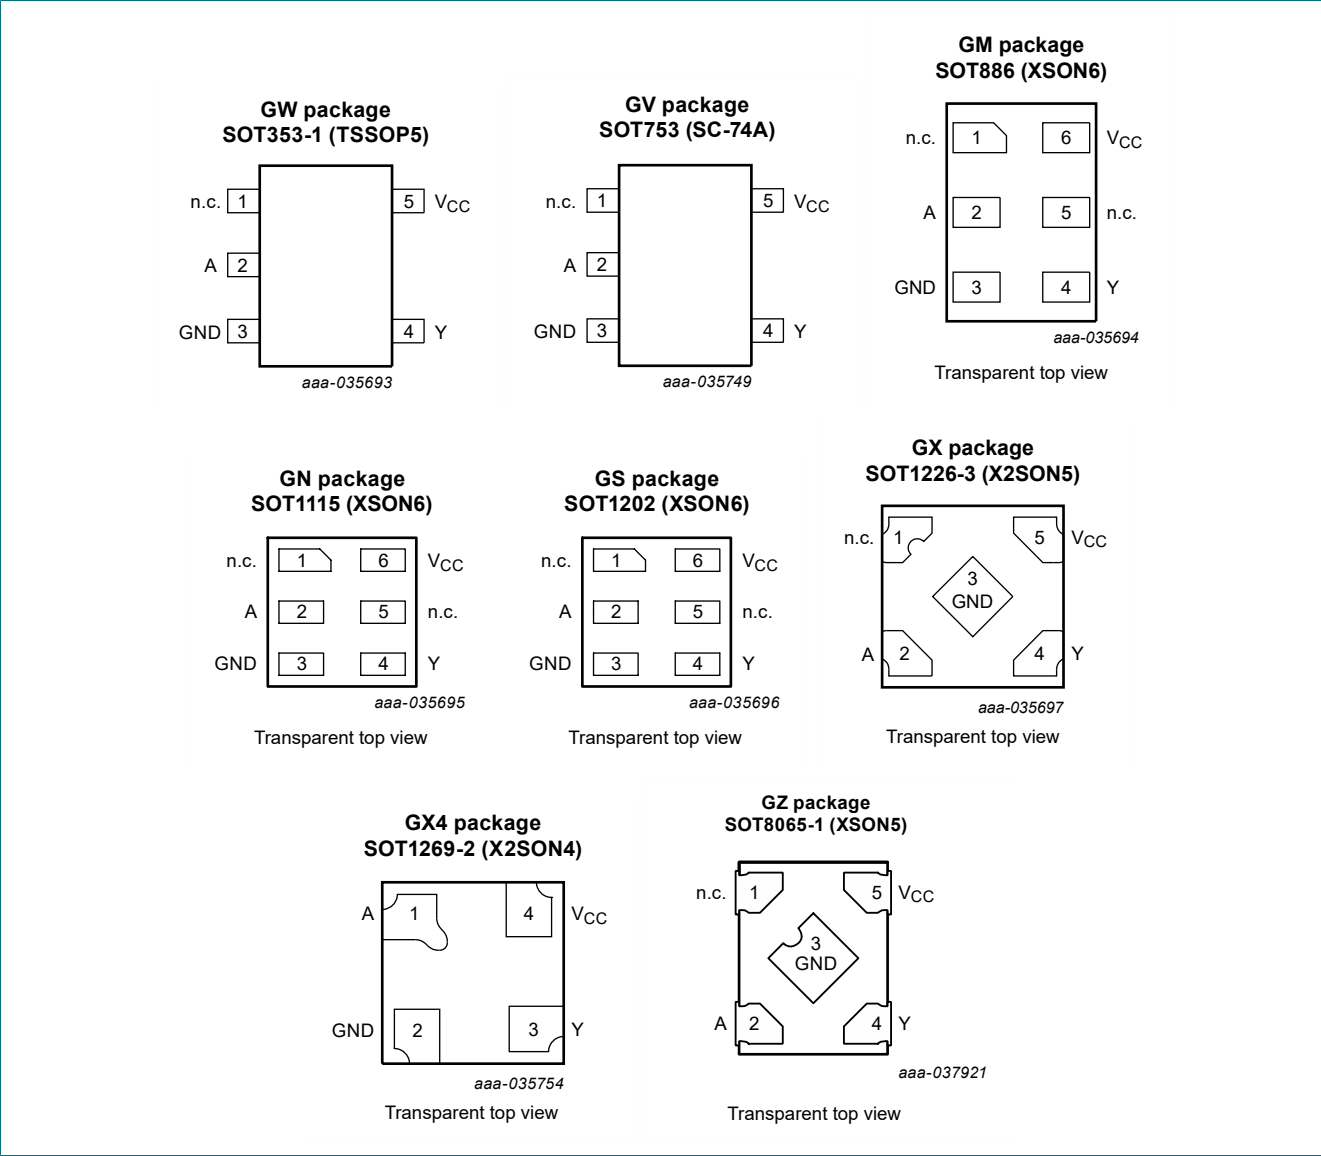 GW package
SOT353-1 (TSSOP5)
n.c. 1
5 VCC
A 2
GND 3
4 Y
aaa-035693
GV package
SOT753 (SC-74A)
n.c. 1
5 VCC
A 2
GND 3
4 Y
aaa-035749
GM package
SOT886 (XSON6)
n.c. 1 6 VCC
A 2 5 n.c.
GND 3 4 Y
aaa-035694
Transparent top view
GN package
SOT1115 (XSON6)
n.c. 1 6 VCC
A 2 5 n.c.
GND 3 4 Y
aaa-035695
Transparent top view
GS package
SOT1202 (XSON6)
n.c. 1 6 VCC
A 2 5 n.c.
GND 3 4 Y
aaa-035696
Transparent top view
GX package
SOT1226-3 (X2SON5)
n.c. 1 5 VCC
3
GND
A 2 4 Y
aaa-035697
Transparent top view
GX4 package
SOT1269-2 (X2SON4)
A 1 4 VCC
GND 2 3 Y
aaa-035754
Transparent top view
GZ package
SOT8065-1 (XSON5)
n.c. 1 5 VCC
3
GND
A 2 4 Y
aaa-037921
Transparent top view